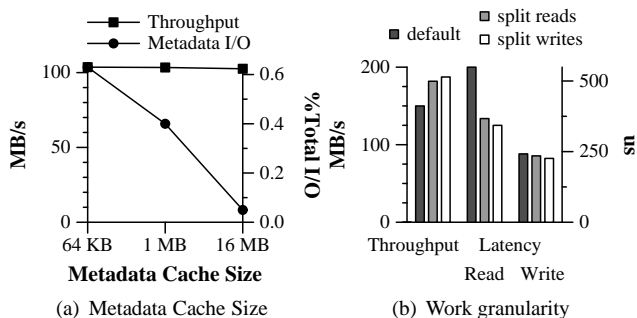 Throughput
Metadata I/O
100
50
0
MB/s
0.6
0.4
0.2
0.0
%Total I/O
64 KB 1 MB 16 MB
Metadata Cache Size
(a) Metadata Cache Size
default
split reads
split writes
200
150
100
0
MB/s
500
250
0
us
Throughput Latency
Read Write
(b) Work granularity